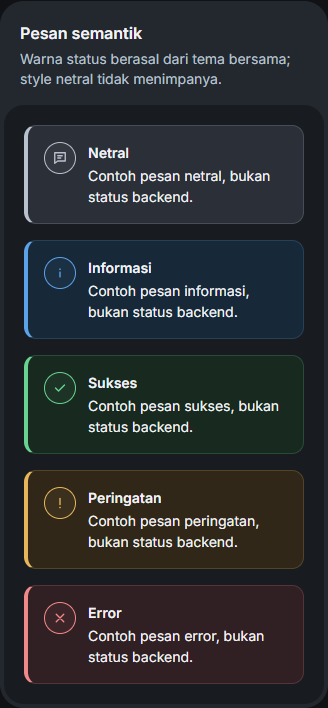 Pesan semantik
Warna status berasal dari tema bersama;
style netral tidak menimpanya.
Netral
Contoh pesan netral, bukan
status backend.
Informasi
Contoh pesan informasi,
bukan status backend.
Sukses
Contoh pesan sukses, bukan
status backend.
Peringatan
Contoh pesan peringatan,
bukan status backend.
Error
Contoh pesan error, bukan
status backend.